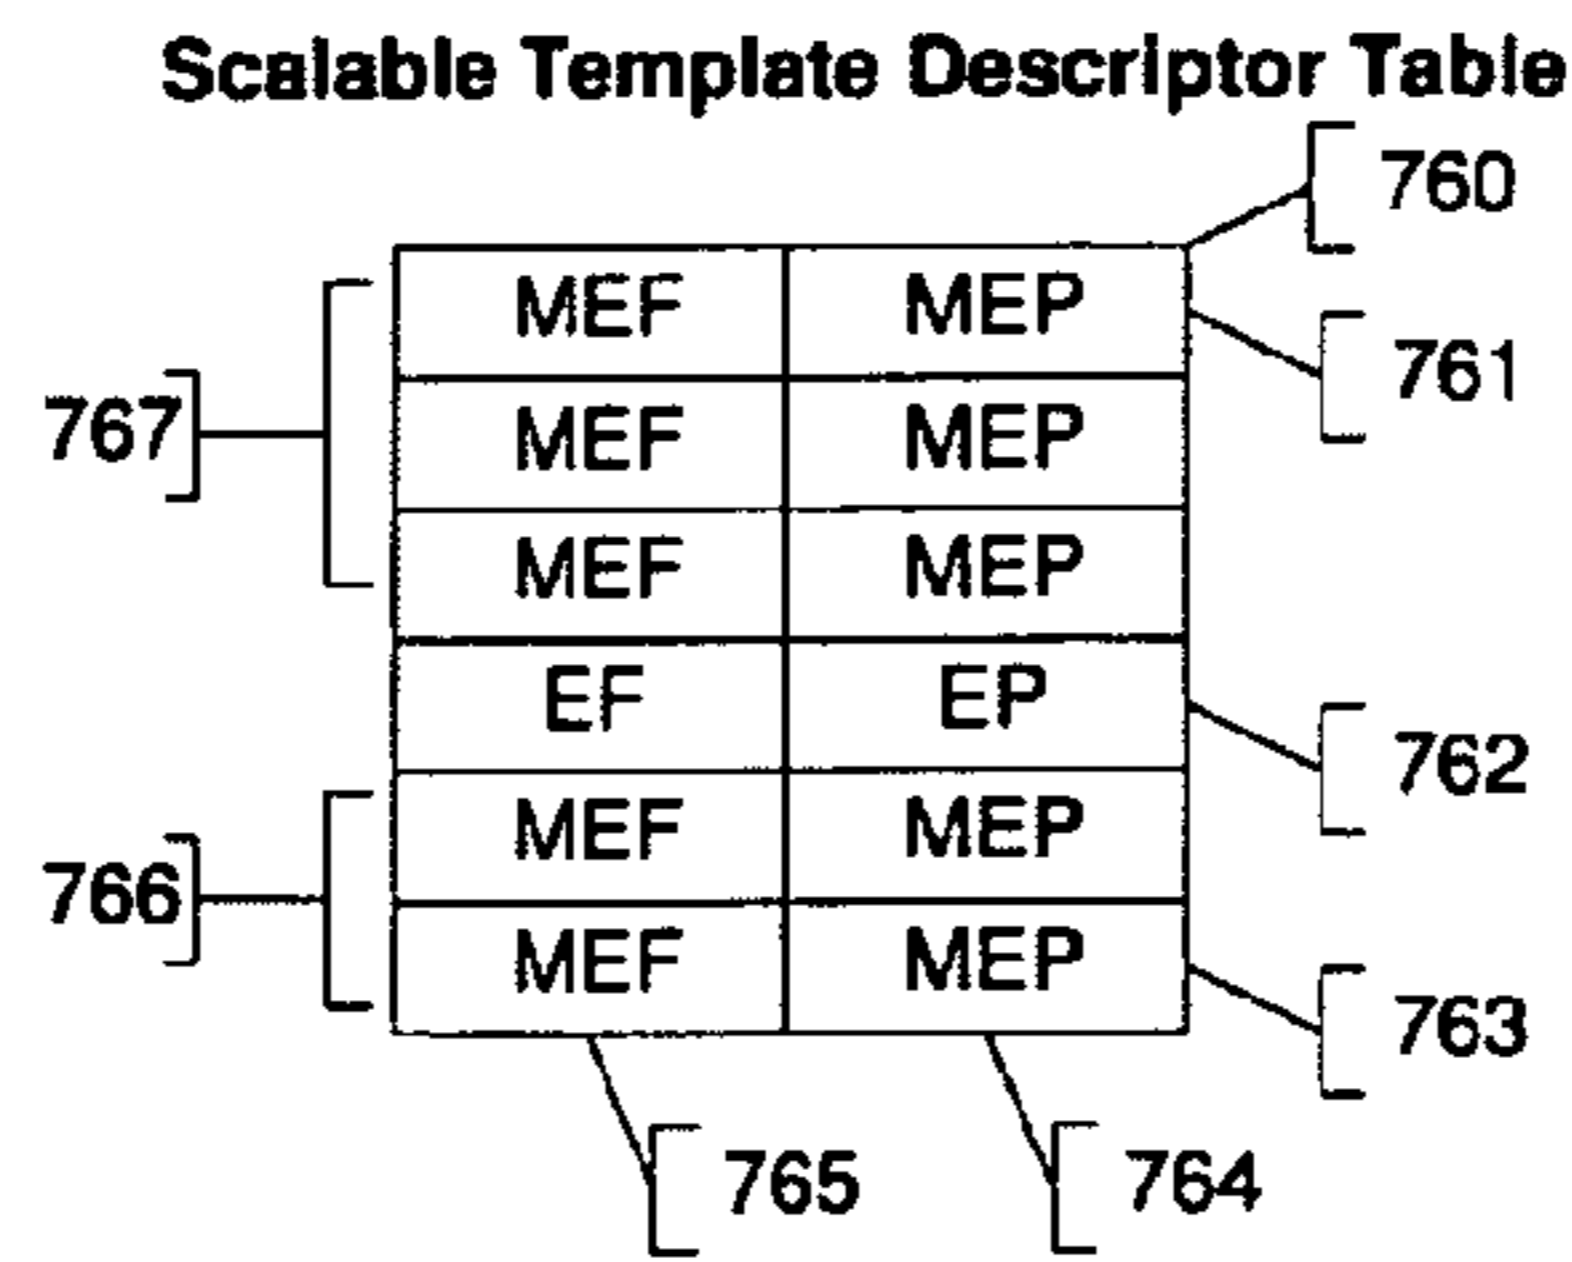 Scalable Template Descriptor Table
760
MEF MEP
761
767
MEF MEP
MEF MEP
EF EP
762
MEF MEP
766
MEF MEP
763
765 764